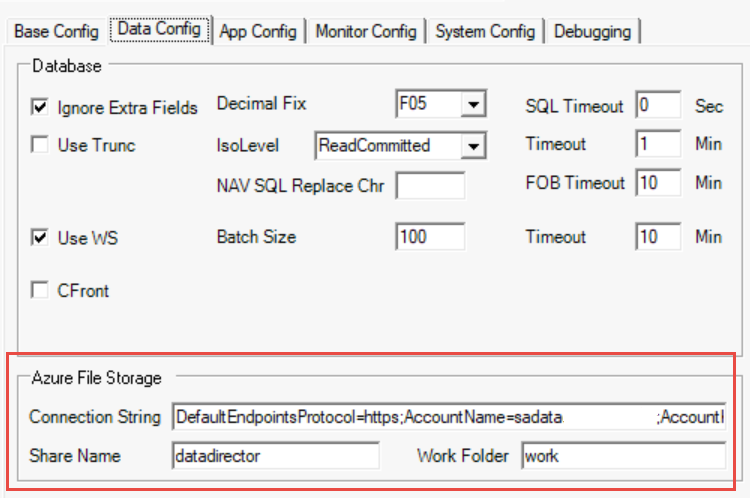 Base Config Data Config App Config Monitor Config System Config Debugging
Database
Ignore Extra Fields Decimal Fix F05 SQL Timeout 0 Sec
Use Trunc IsoLevel ReadCommitted Timeout 1 Min
NAV SQL Replace Chr FOB Timeout 10 Min
Use WS Batch Size 100 Timeout 10 Min
CFront
Azure File Storage
Connection String DefaultEndpointsProtocol=https;AccountName=sadata ;Account
Share Name datadirector Work Folder work